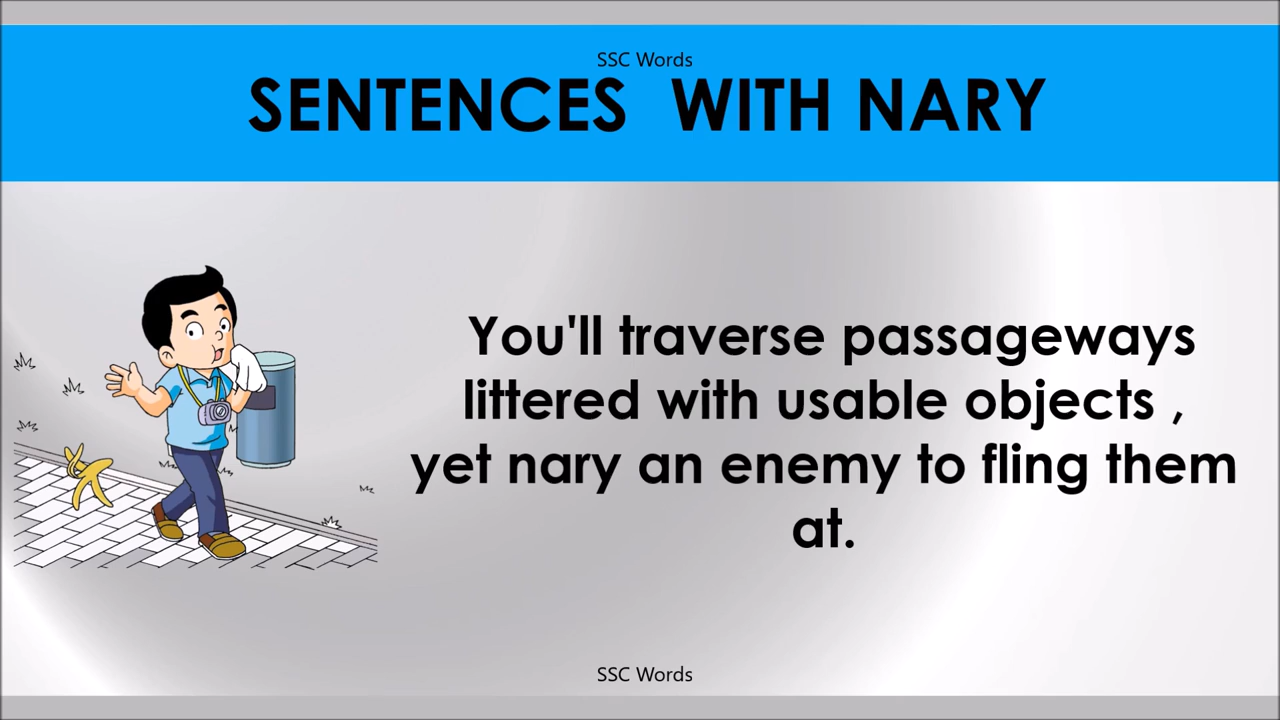 SSC Words
SENTENCES WITH NARY
You'll traverse passageways
littered with usable objects ,
yet nary an enemy to fling them
at.
SSC Words